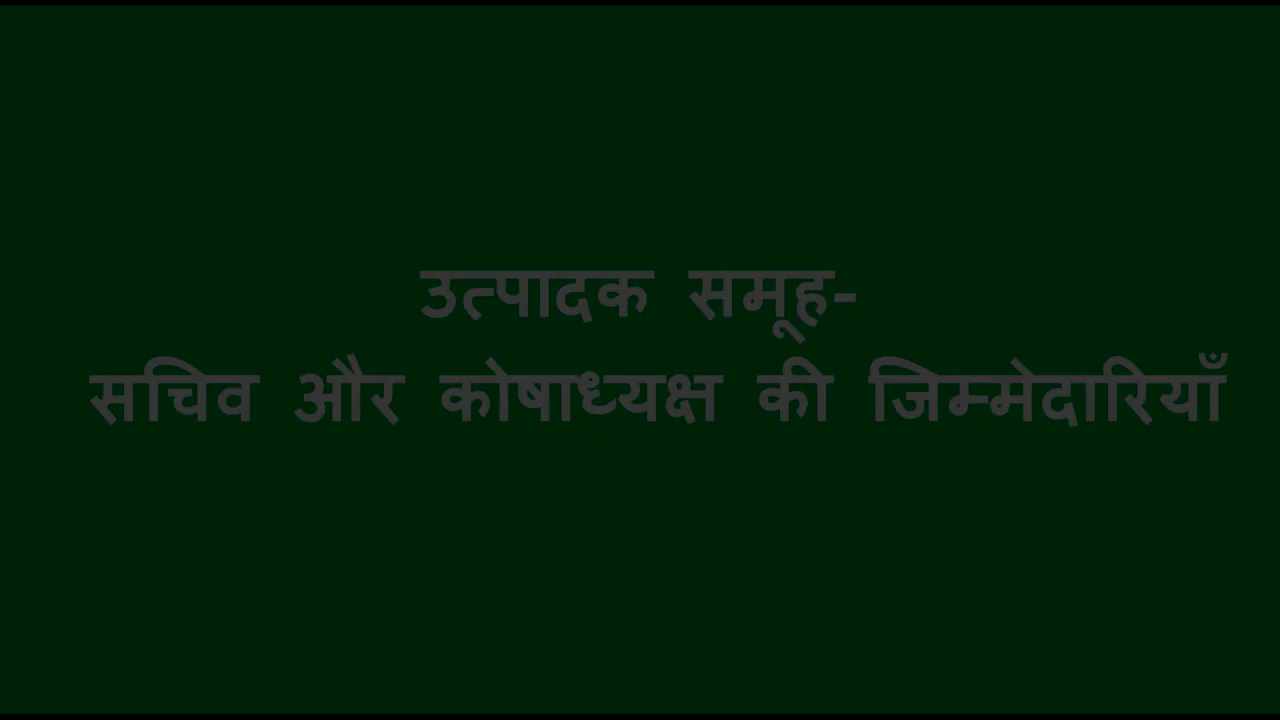 उत्पादक समूह-
सचिव और कोषाध्यक्ष की जिम्मेदारियाँ